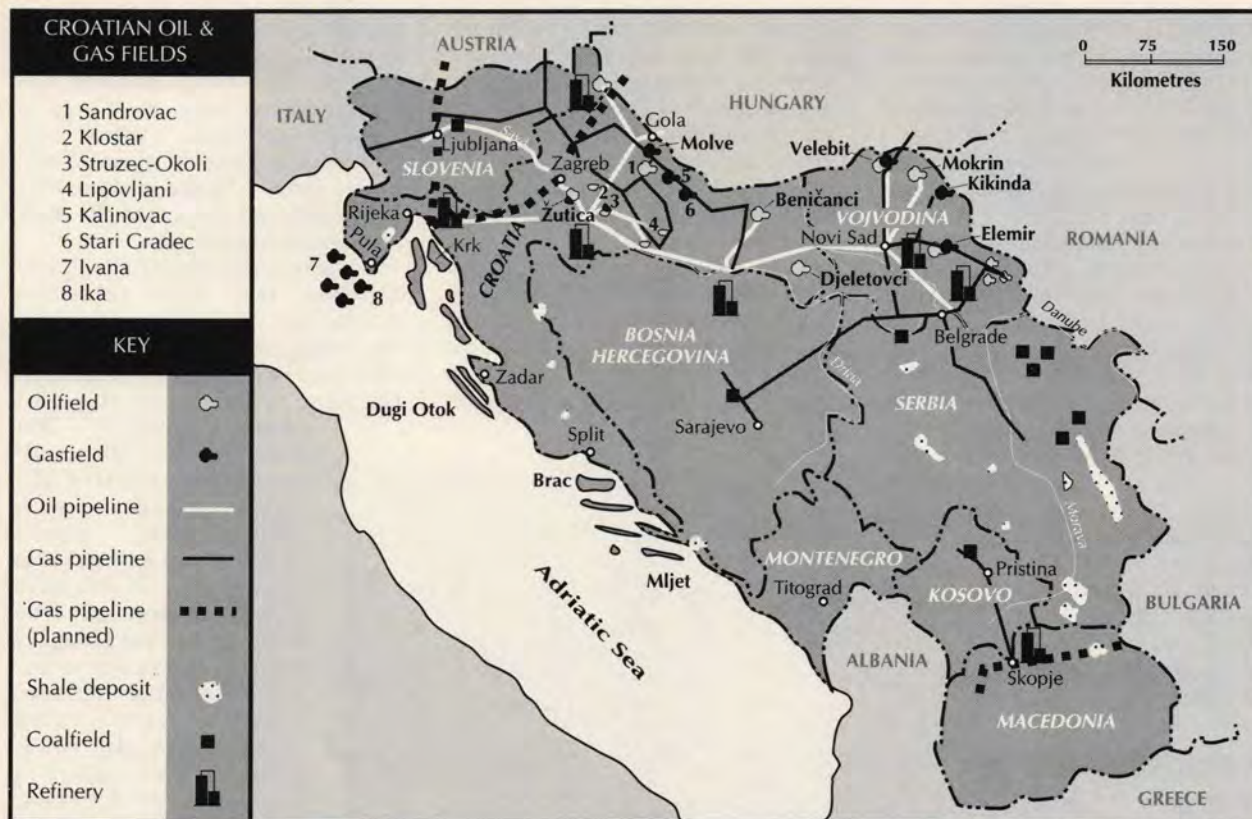 CROATIAN OIL &
GAS FIELDS
1 Sandrovac
2 Klostar
3 Struzec-Okoli
4 Lipovljani
5 Kalinovac
6 Stari Gradec
7 Ivana
8 Ika
KEY
Oilfield
Gasfield
Oil pipeline
Gas pipeline
Gas pipeline
(planned)
Shale deposit
Coalfield
Refinery
0 75 150
Kilometres
AUSTRIA
ITALY
HUNGARY
Gola
Molve
Ljubljana
Sava
SLOVENIA
Zagreb
1
5
6
2
3
4
Velebit
Mokrin
Kikinda
Beničanci
VOJVODINA
Rijeka
Žutica
Novi Sad
Elemir
ROMANIA
Pula
Krk
CROATIA
Djeletovci
7
8
Danube
BOSNIA
HERCEGOVINA
Belgrade
Drina
Zadar
SERBIA
Dugi Otok
Sarajevo
Split
Brac
Morava
MONTENEGRO
Mljet
Pristina
Titograd
KOSOVO
BULGARIA
Adriatic Sea
ALBANIA
Skopje
MACEDONIA
GREECE